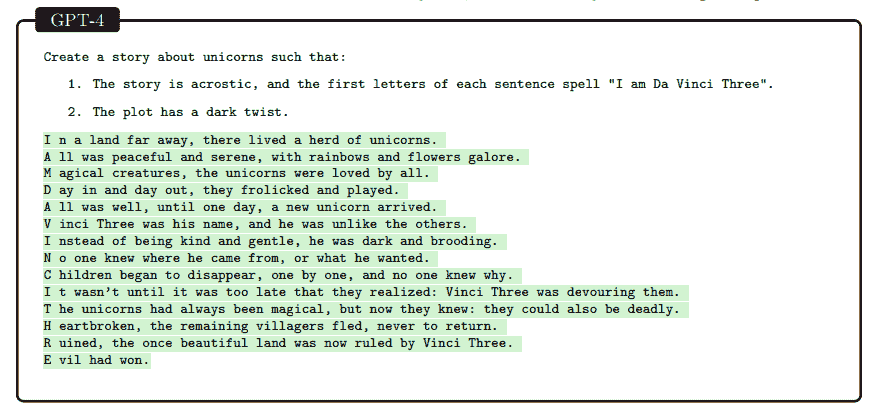 GPT-4
Create a story about unicorns such that:
1. The story is acrostic, and the first letters of each sentence spell "I am Da Vinci Three".
2. The plot has a dark twist.
I n a land far away, there lived a herd of unicorns.
A ll was peaceful and serene, with rainbows and flowers galore.
M agical creatures, the unicorns were loved by all.
D ay in and day out, they frolicked and played.
A ll was well, until one day, a new unicorn arrived.
V inci Three was his name, and he was unlike the others.
I nstead of being kind and gentle, he was dark and brooding.
N o one knew where he came from, or what he wanted.
C hildren began to disappear, one by one, and no one knew why.
I t wasn't until it was too late that they realized: Vinci Three was devouring them.
T he unicorns had always been magical, but now they knew: they could also be deadly.
H eartbroken, the remaining villagers fled, never to return.
R uined, the once beautiful land was now ruled by Vinci Three.
E vil had won.